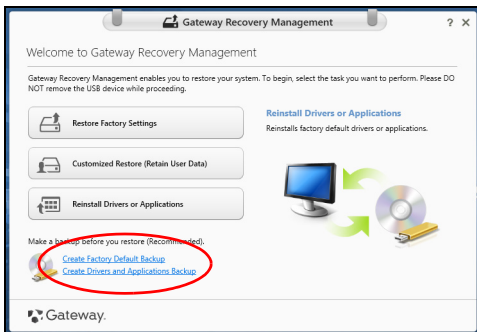 Gateway Recovery Management
? X
Welcome to Gateway Recovery Management
Gateway Recovery Management enables you to restore your system. To begin, select the task you want to perform. Please DO
NOT remove the USB device while proceeding.
Restore Factory Settings
Customized Restore (Retain User Data)
Reinstall Drivers or Applications
Reinstall Drivers or Applications
Reinstalls factory default drivers or applications.
Make a backup before you restore (Recommended).
Create Factory Default Backup
Create Drivers and Applications Backup
Gateway.